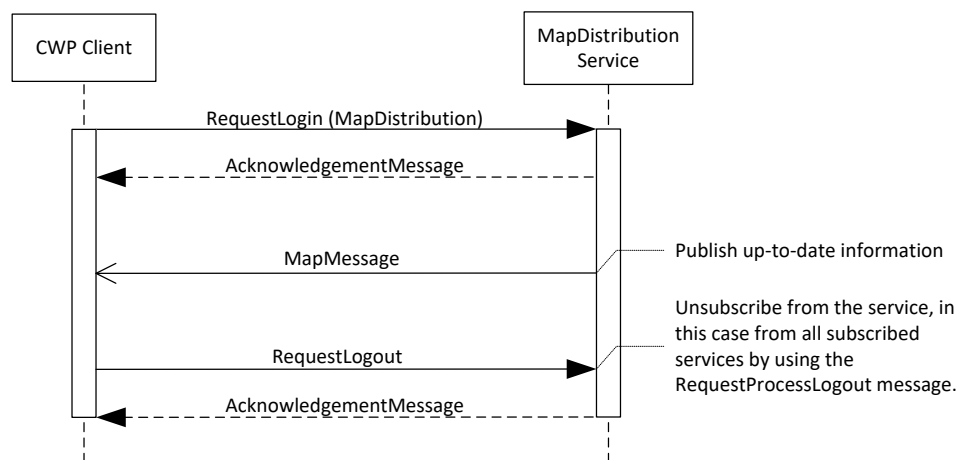 CWP Client
MapDistribution
Service
RequestLogin (MapDistribution)
AcknowledgementMessage
MapMessage
Publish up-to-date information
Unsubscribe from the service, in
this case from all subscribed
services by using the
RequestProcessLogout message.
RequestLogout
AcknowledgementMessage